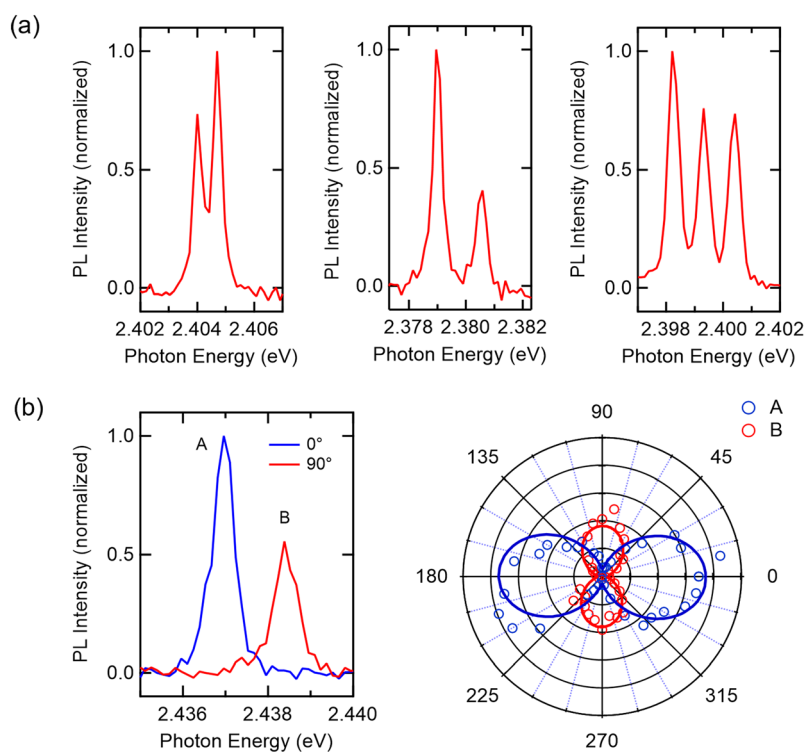 (a)
PL Intensity (normalized)
1.0
0.5
0.0
2.402 2.404 2.406
Photon Energy (eV)
PL Intensity (normalized)
1.0
0.5
0.0
2.378 2.380 2.382
Photon Energy (eV)
PL Intensity (normalized)
1.0
0.5
0.0
2.398 2.400 2.402
Photon Energy (eV)
(b)
PL Intensity (normalized)
1.0
0.5
0.0
A
B
0°
90°
2.436 2.438 2.440
Photon Energy (eV)
A
B
90
135 45
180 0
225 315
270